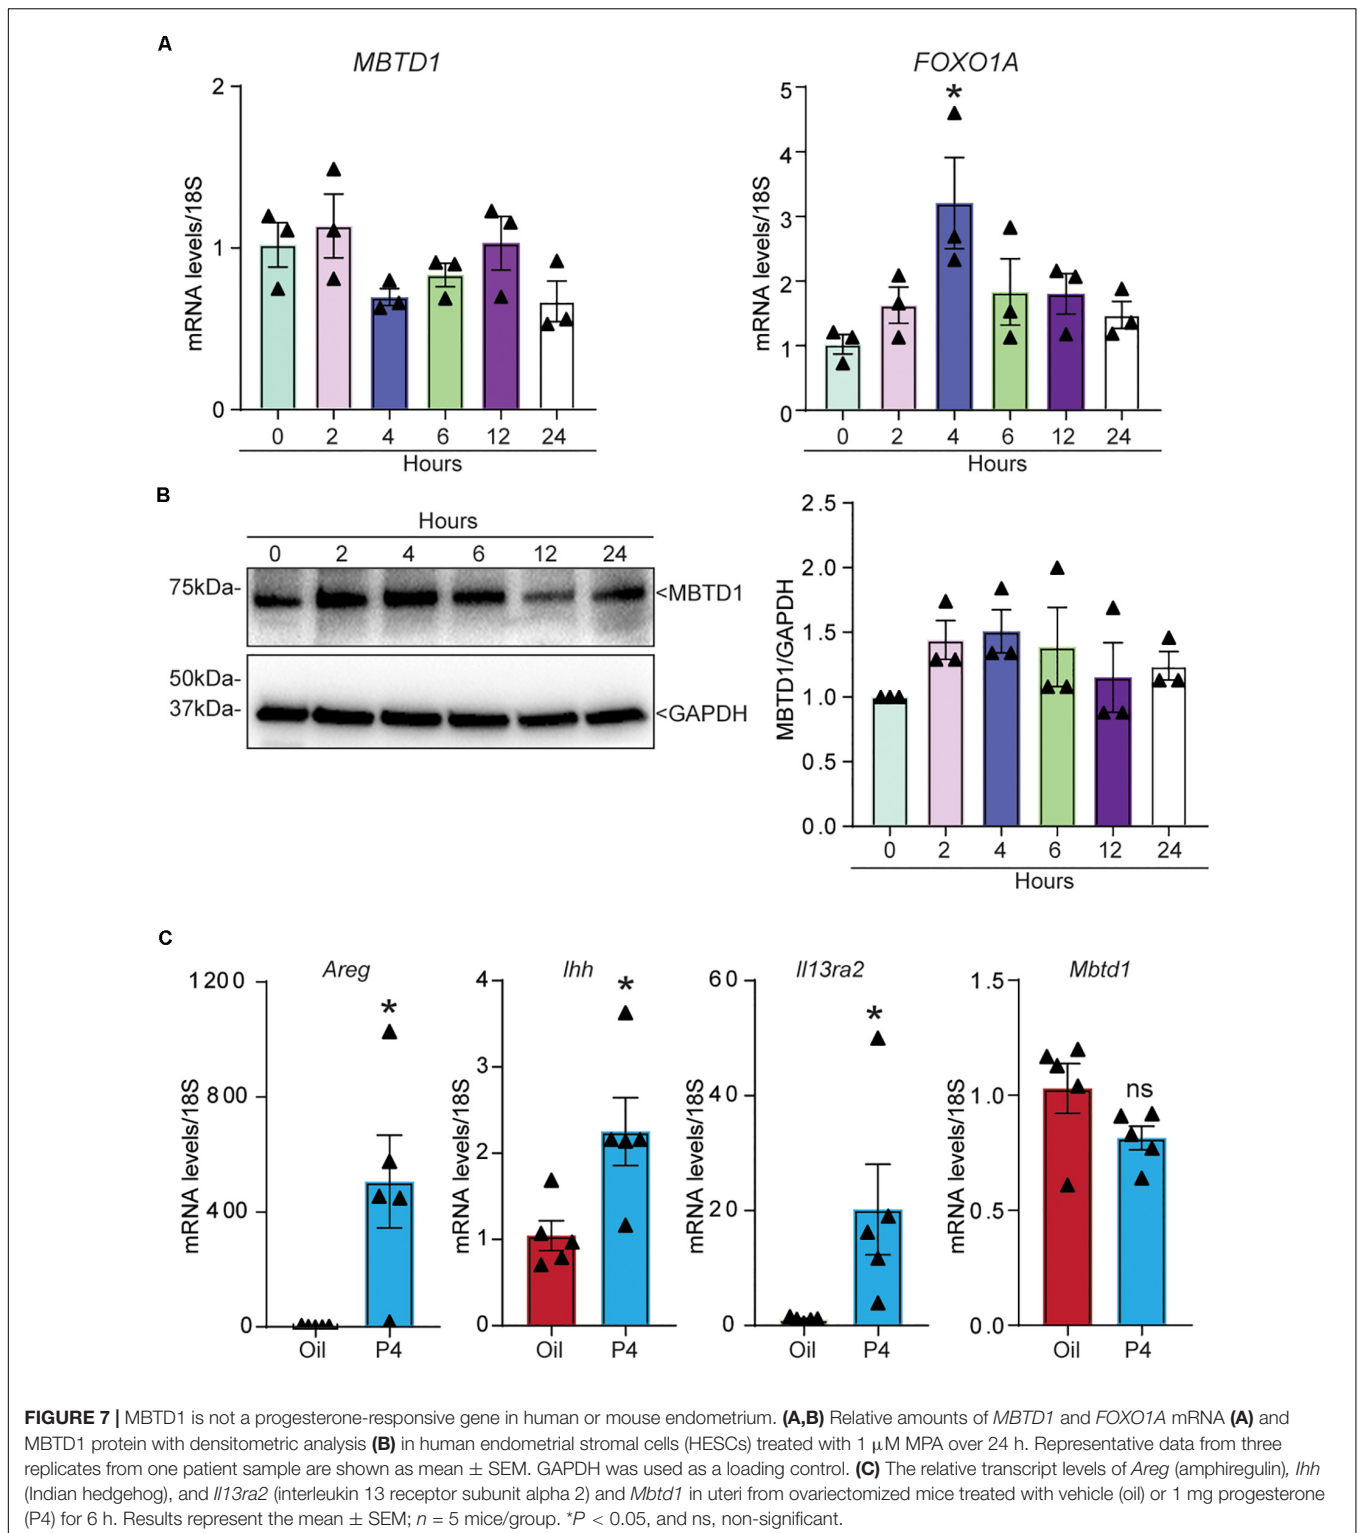 A
MBTD1
FOXO1A
mRNA levels/18S
2
1
0
0 2 4 6 12 24
Hours
mRNA levels/18S
5
4
3
2
1
0
0 2 4 6 12 24
Hours
B
Hours
0 2 4 6 12 24
75kDa-
<MBTD1
50kDa-
37kDa-
<GAPDH
MBTD1/GAPDH
2.5
2.0
1.5
1.0
0.5
0.0
0 2 4 6 12 24
Hours
*
C
Areg
mRNA levels/18S
1200
800
400
0
*
Oil P4
Ihh
mRNA levels/18S
4
3
2
1
0
*
Oil P4
Il13ra2
mRNA levels/18S
60
40
20
0
*
Oil P4
Mbtd1
mRNA levels/18S
1.5
1.0
0.5
0.0
ns
Oil P4
FIGURE 7 | MBTD1 is not a progesterone-responsive gene in human or mouse endometrium. (A,B) Relative amounts of MBTD1 and FOXO1A mRNA (A) and
MBTD1 protein with densitometric analysis (B) in human endometrial stromal cells (HESCs) treated with 1 μM MPA over 24 h. Representative data from three
replicates from one patient sample are shown as mean ± SEM. GAPDH was used as a loading control. (C) The relative transcript levels of Areg (amphiregulin), Ihh
(Indian hedgehog), and Il13ra2 (interleukin 13 receptor subunit alpha 2) and Mbtd1 in uteri from ovariectomized mice treated with vehicle (oil) or 1 mg progesterone
(P4) for 6 h. Results represent the mean ± SEM; n = 5 mice/group. *P < 0.05, and ns, non-significant.